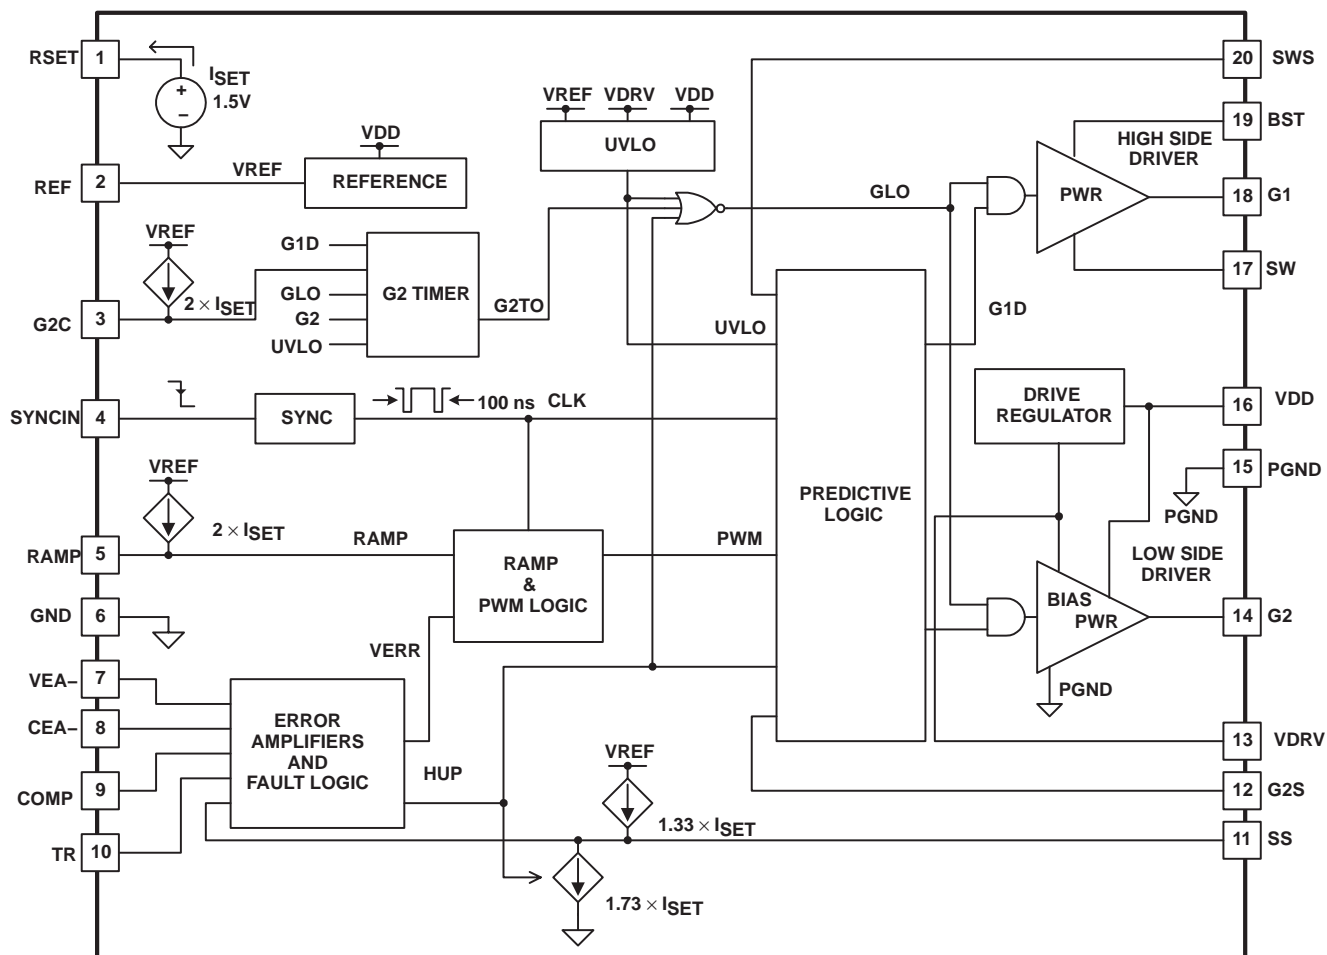 RSET 1
ISET
1.5V
+
−
REF 2
VREF
VDD
REFERENCE
VREF VDRV VDD
UVLO
GLO
VREF
2 × ISET
G2C 3
G1D
GLO
G2
UVLO
G2 TIMER
G2TO
UVLO
SYNCIN 4
SYNC
100 ns CLK
VREF
2 × ISET
RAMP 5
RAMP
RAMP
&
PWM LOGIC
PWM
PREDICTIVE
LOGIC
GND 6
VERR
VEA− 7
CEA− 8
COMP 9
TR 10
ERROR
AMPLIFIERS
AND
FAULT LOGIC
HUP
VREF
1.33 × ISET
1.73 × ISET
20 SWS
19 BST
HIGH SIDE
DRIVER
PWR
18 G1
17 SW
G1D
DRIVE
REGULATOR
16 VDD
15 PGND
PGND
LOW SIDE
DRIVER
BIAS
PWR
14 G2
PGND
13 VDRV
12 G2S
11 SS